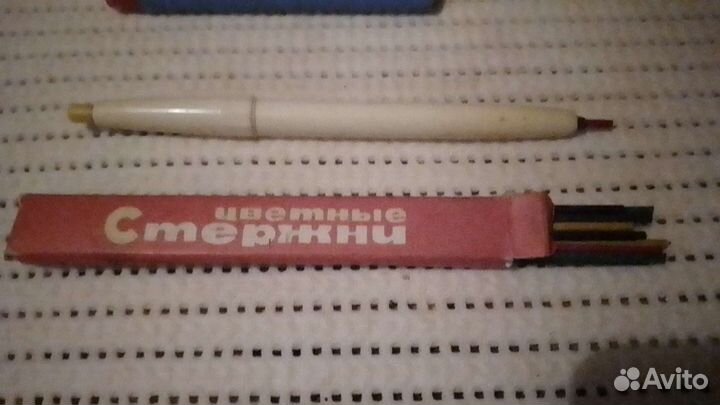 цветные
Стержни
Avito